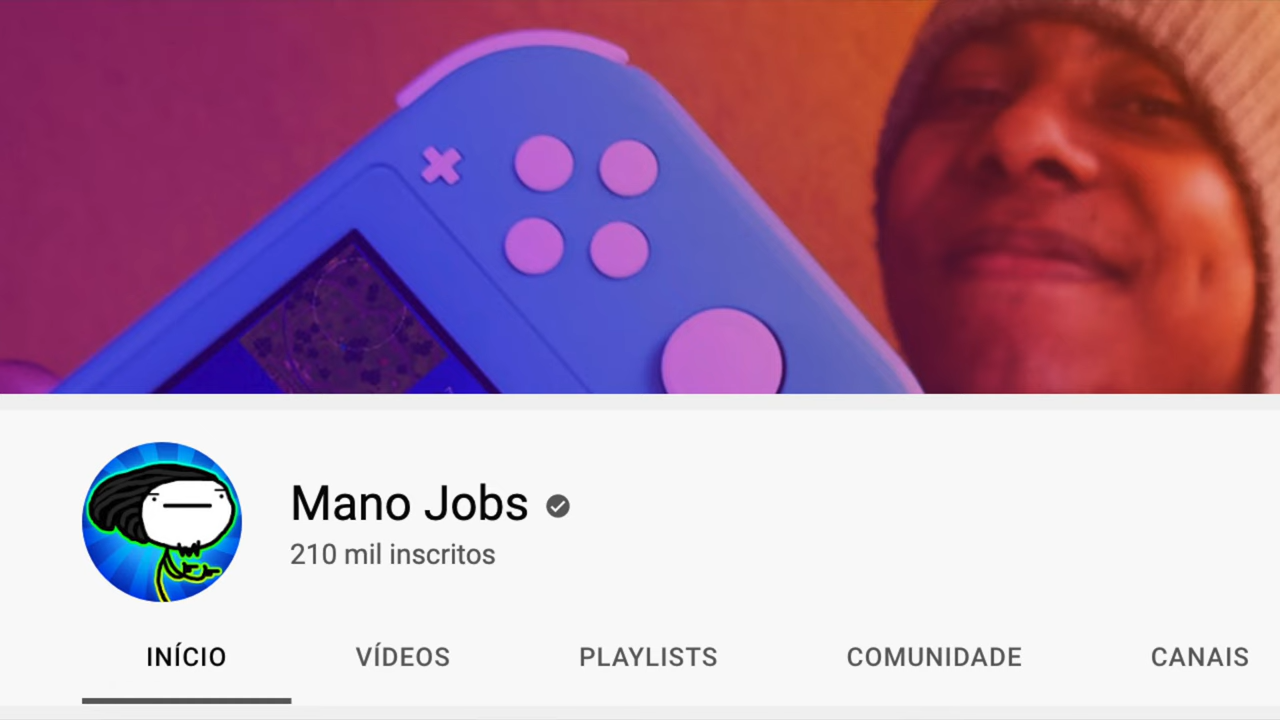 Mano Jobs
210 mil inscritos
INÍCIO VÍDEOS PLAYLISTS COMUNIDADE CANAIS